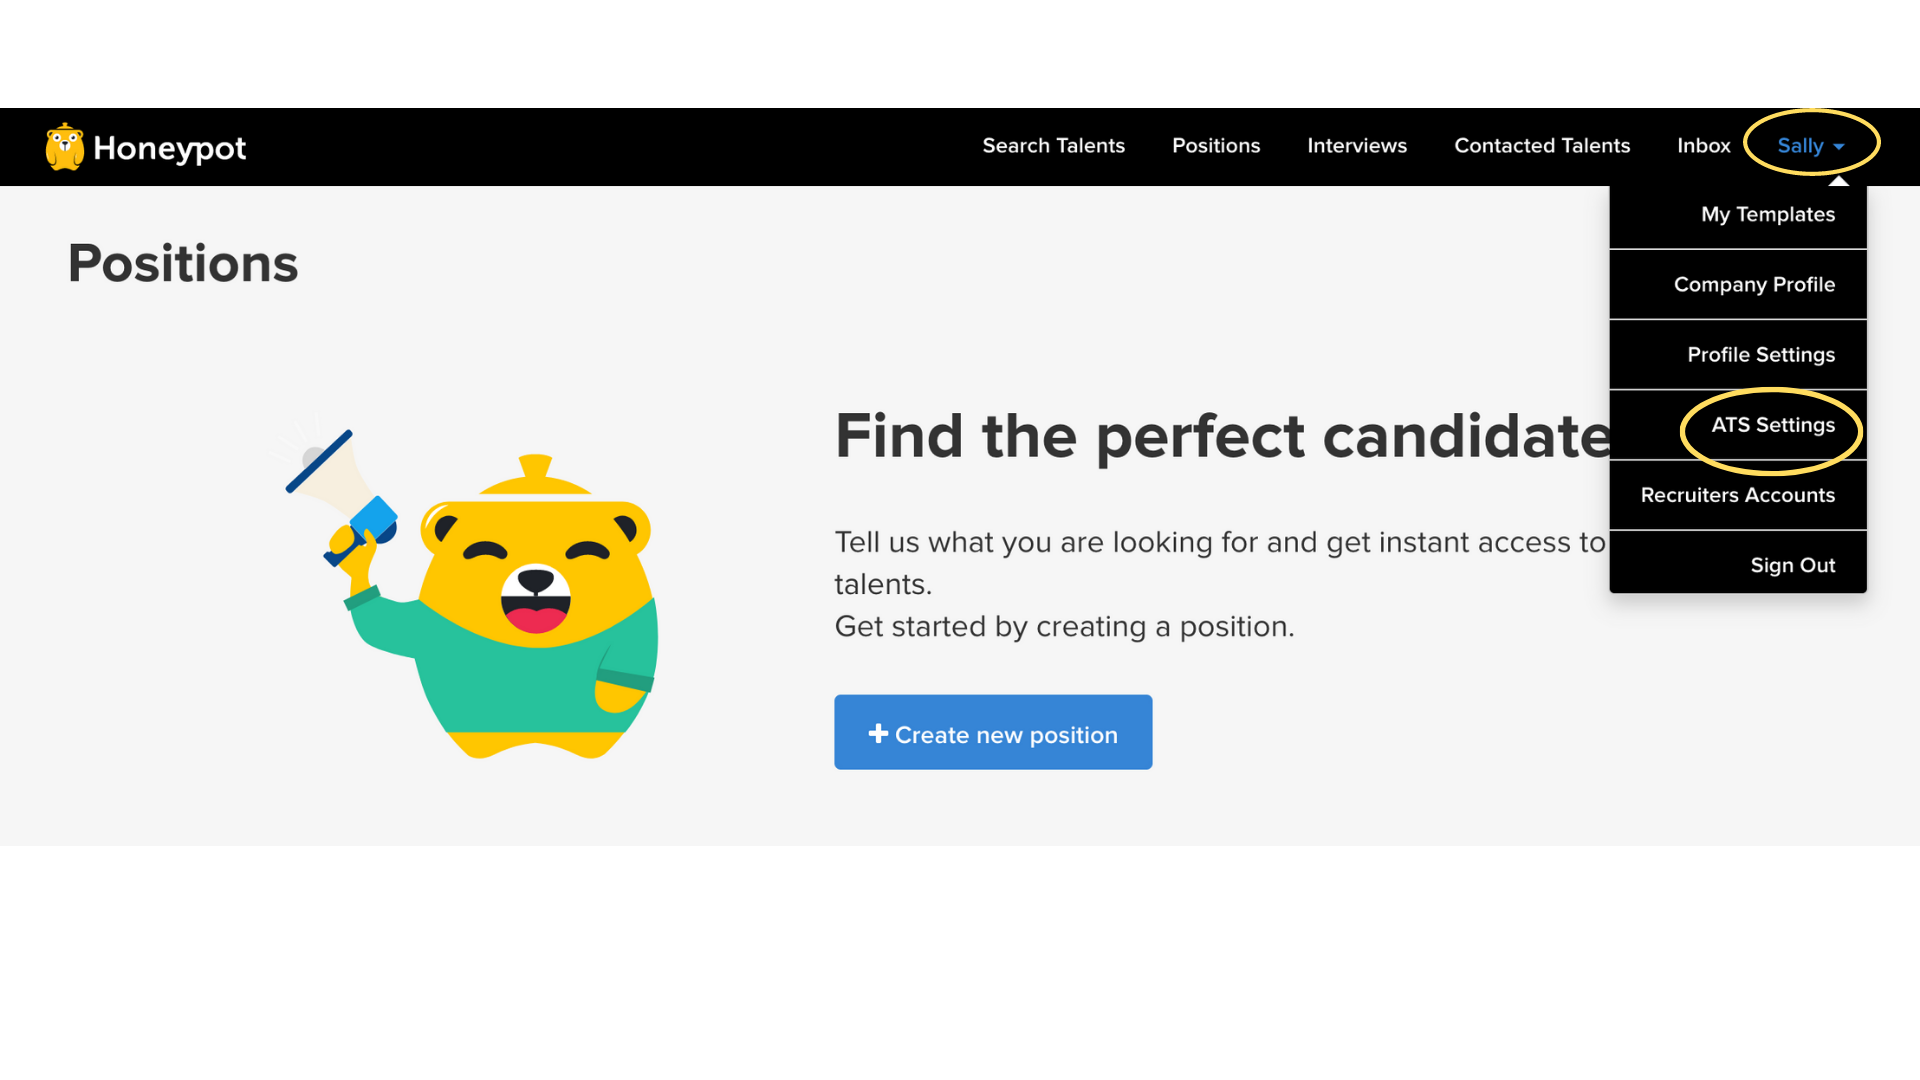 Honeypot
Search Talents Positions Interviews Contacted Talents Inbox Sally
My Templates
Company Profile
Profile Settings
ATS Settings
Recruiters Accounts
Sign Out
Positions
Find the perfect candidate
Tell us what you are looking for and get instant access to
talents.
Get started by creating a position.
+ Create new position